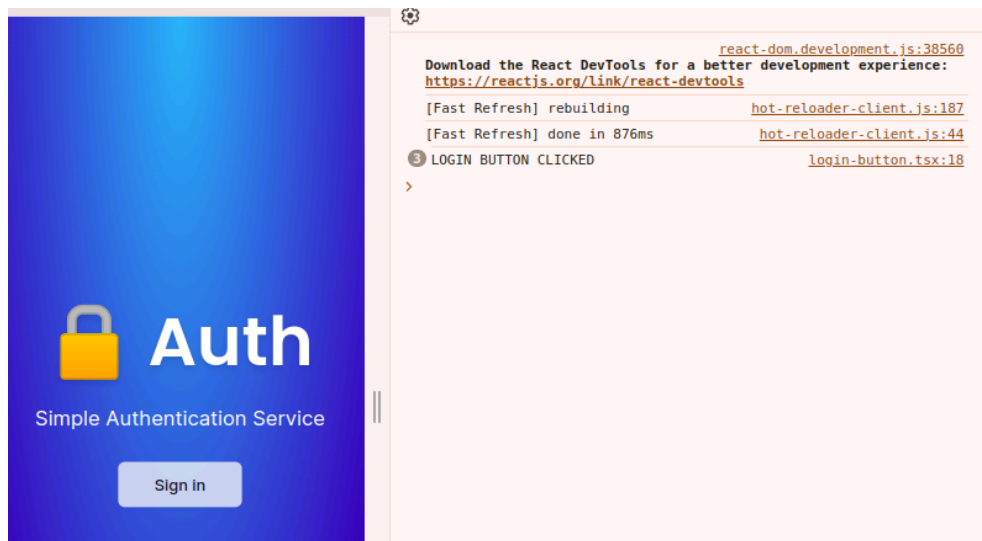 Auth
Simple Authentication Service
Sign in
react-dom.development.js:38560
Download the React DevTools for a better development experience:
https://reactjs.org/link/react-devtools
[Fast Refresh] rebuilding hot-reloader-client.js:187
[Fast Refresh] done in 876ms hot-reloader-client.js:44
3 LOGIN BUTTON CLICKED login-button.tsx:18